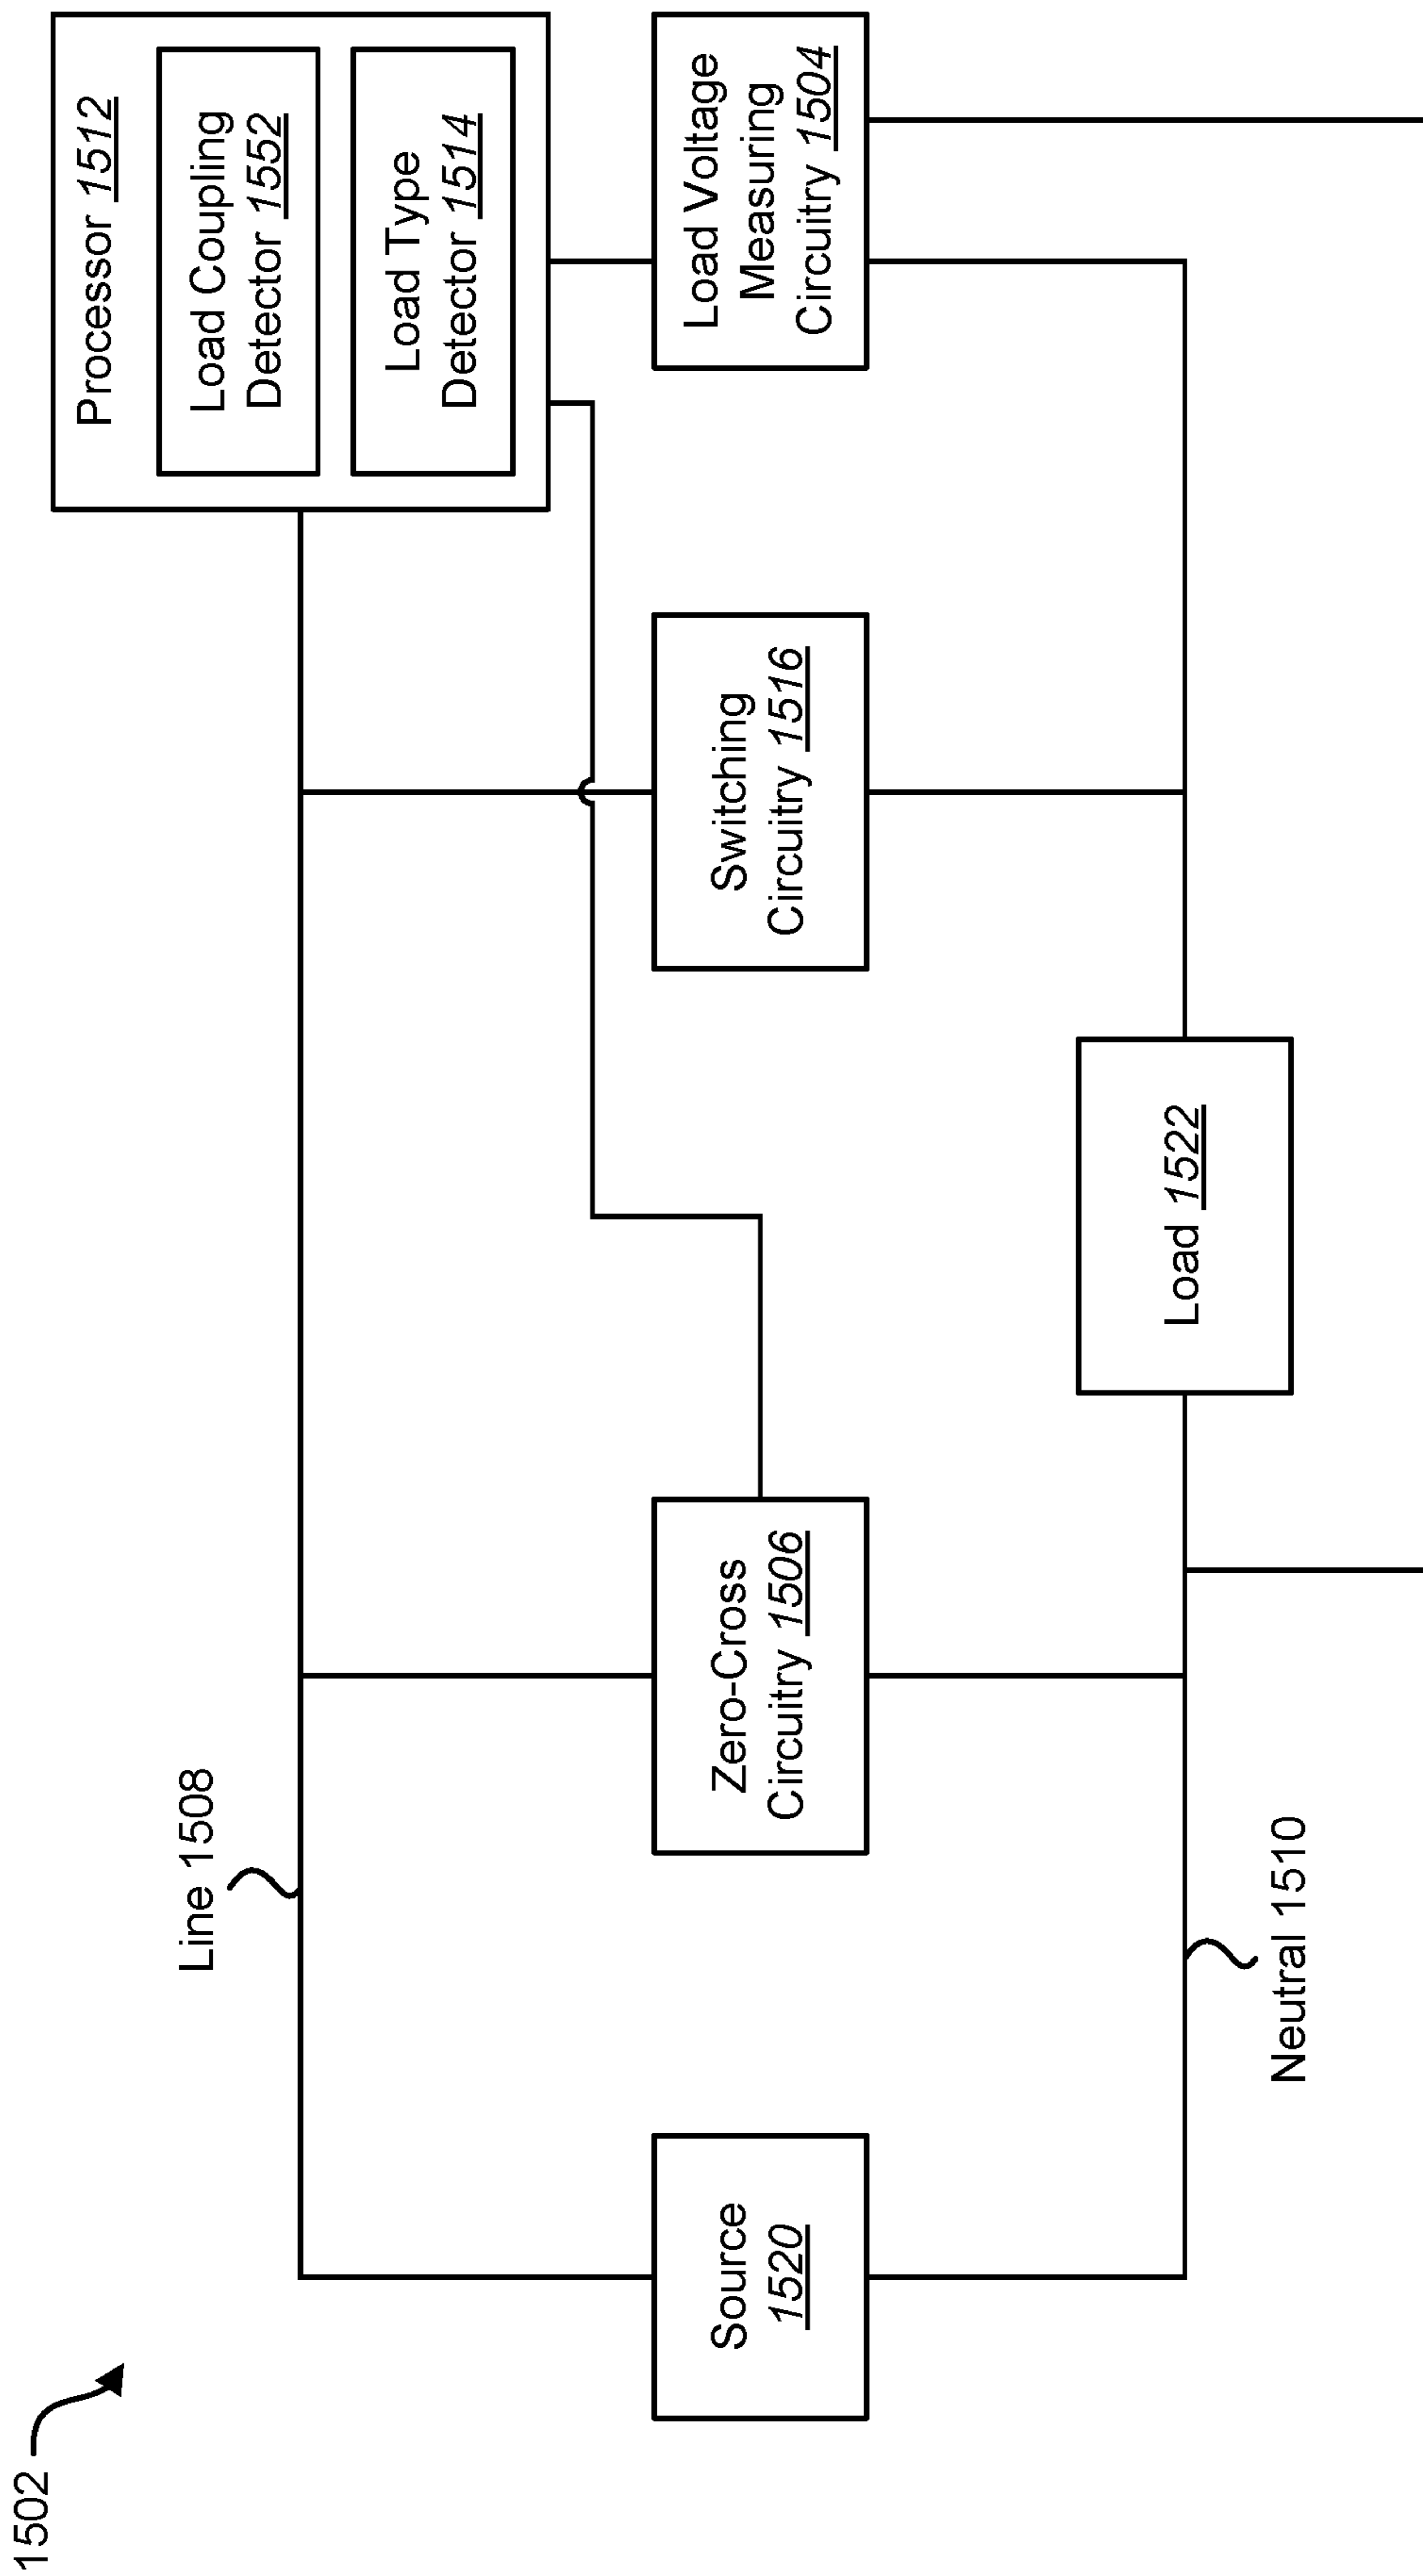 1502
Line 1508
Processor 1512
Load Coupling
Detector 1552
Load Type
Detector 1514
Source
1520
Zero-Cross
Circuitry 1506
Switching
Circuitry 1516
Load Voltage
Measuring
Circuitry 1504
Load 1522
Neutral 1510